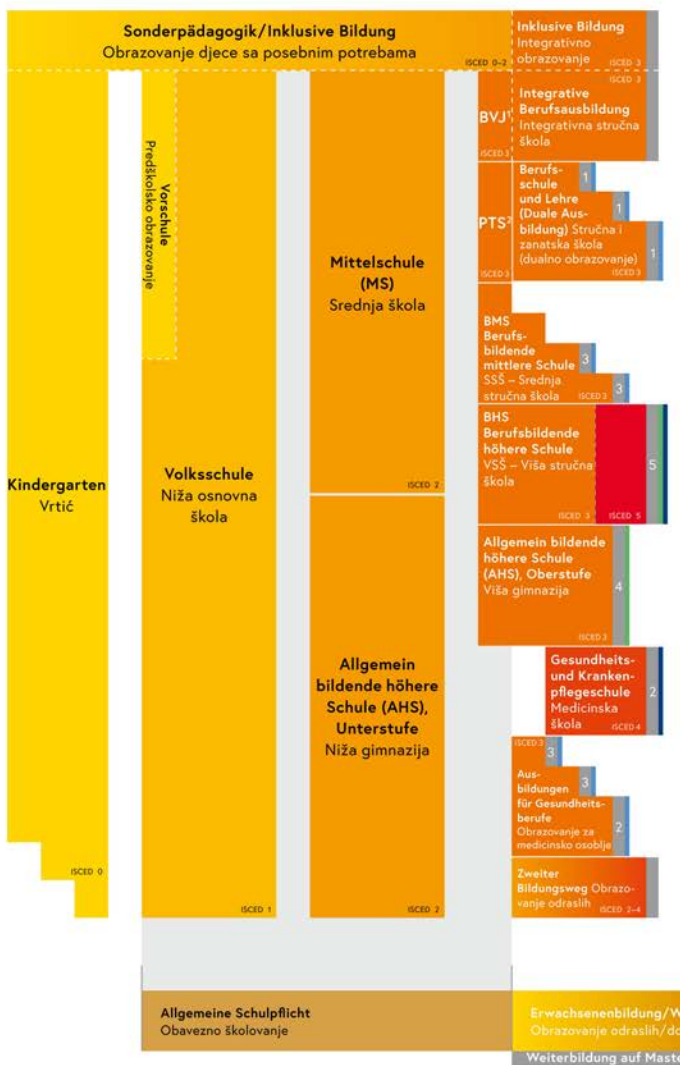 Sonderpädagogik/Inklusive Bildung
Obrazovanje djece sa posebnim potrebama
ISCED 0–2
Inklusive Bildung
Integrativno
obrazovanje
ISCED 3
ISCED 3
Integrative
Berufsausbildung
Integrativna stručna
škola
BVJ¹
ISCED 3
Vorschule
Predškolsko obrazovanje
PTS²
ISCED 3
Berufs-
schule
und Lehre
(Duale Aus-
bildung) Stručna i
zanatska škola
(dualno obrazovanje)
ISCED 3
1
1
1
Mittelschule
(MS)
Srednja škola
ISCED 2
BMS
Berufs-
bildende
mittlere Schule
SSŠ – Srednja
stručna škola
ISCED 3
3
3
BHS
Berufsbildende
höhere Schule
VSŠ – Viša stručna
škola
ISCED 3
ISCED 5
5
Kindergarten
Vrtić
ISCED 0
Volksschule
Niža osnovna
škola
ISCED 1
Allgemein bildende
höhere Schule
(AHS), Oberstufe
Viša gimnazija
ISCED 3
4
Allgemein
bildende höhere
Schule (AHS),
Unterstufe
Niža gimnazija
ISCED 2
Gesundheits-
und Kranken-
pflegeschule
Medicinska
škola
ISCED 4
2
ISCED 3
3
Aus-
bildungen
für Gesundheits-
berufe
Obrazovanje za
medicinsko osoblje
3
2
Zweiter
Bildungsweg Obrazo-
vanje odraslih
ISCED 2–4
Allgemeine Schulpflicht
Obavezno školovanje
Erwachsenenbildung/W
Obrazovanje odraslih/do
Weiterbildung auf Maste